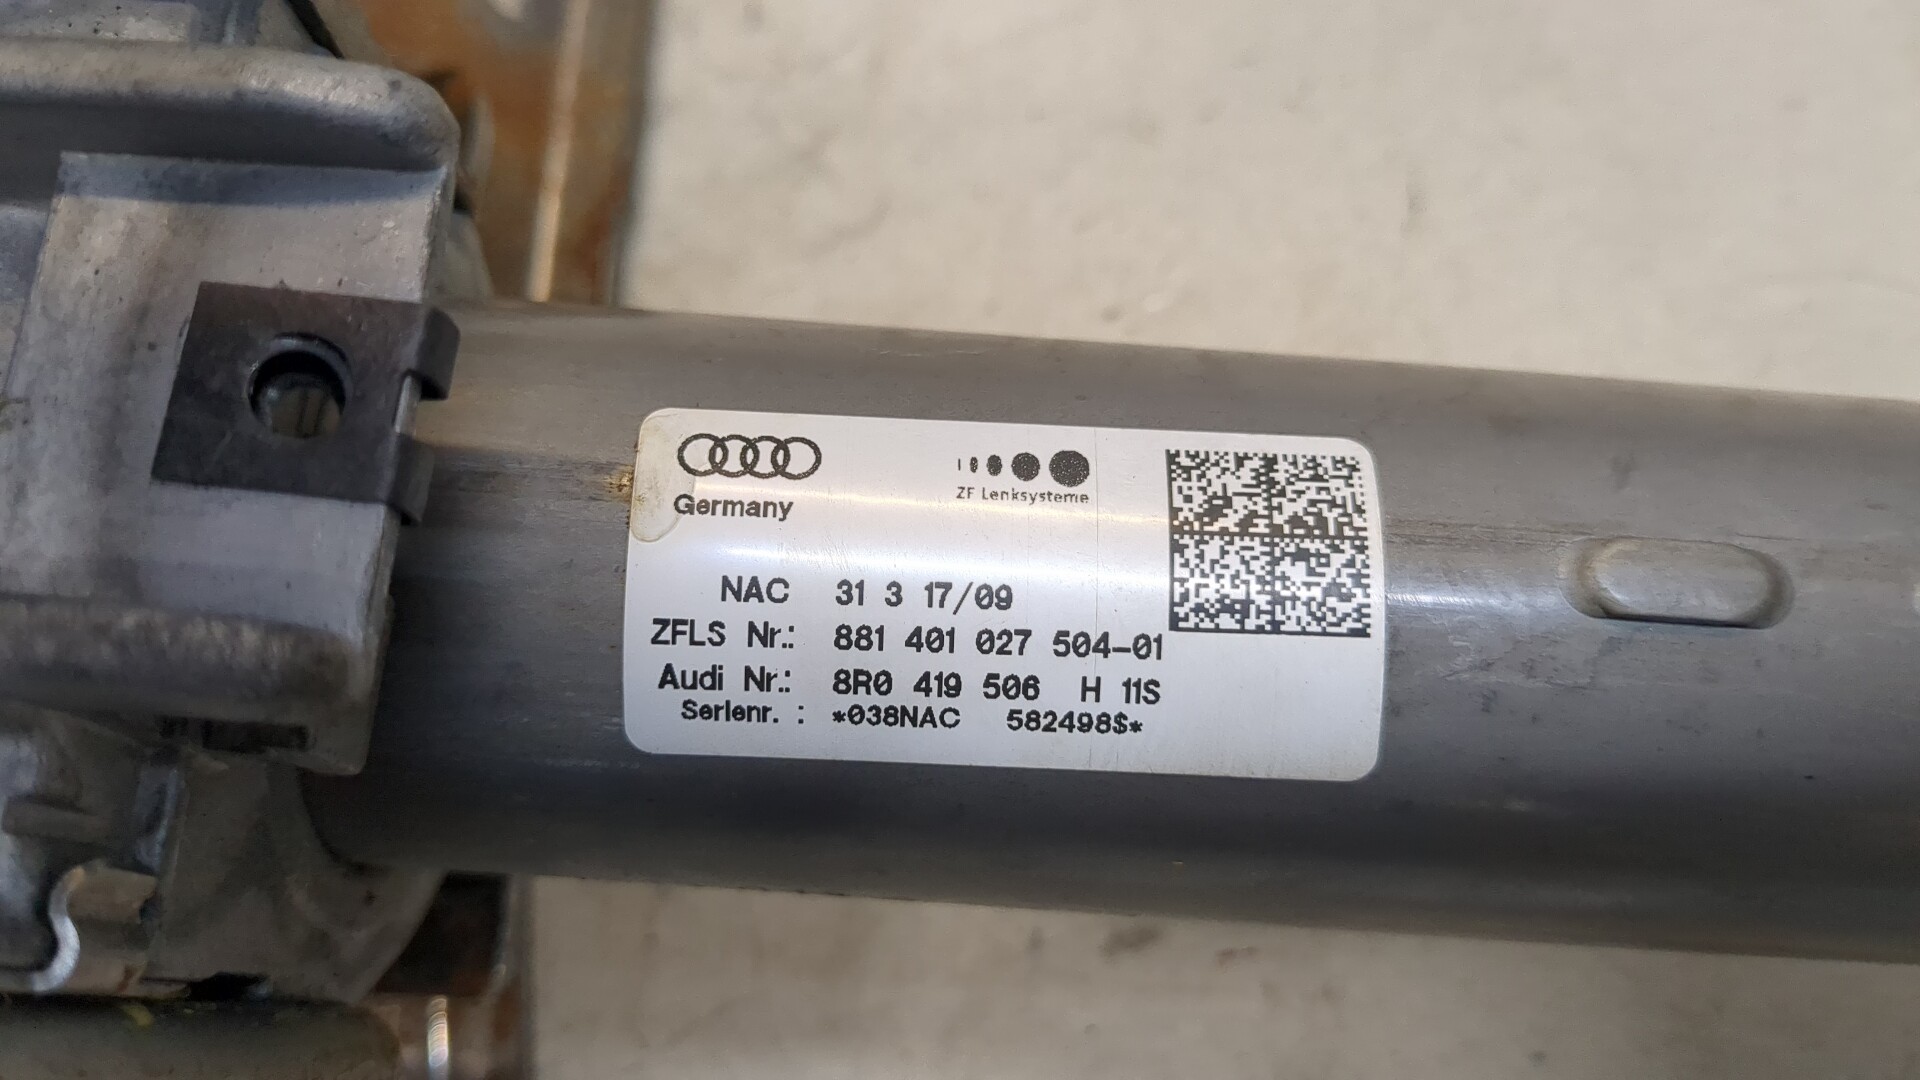 Germany
ZF Lenksysteme
NAC 31 3 17/09
ZFLS Nr.: 881 401 027 504-01
Audi Nr.: 8R0 419 506 H 11S
Serienr. : *038NAC 582498$*